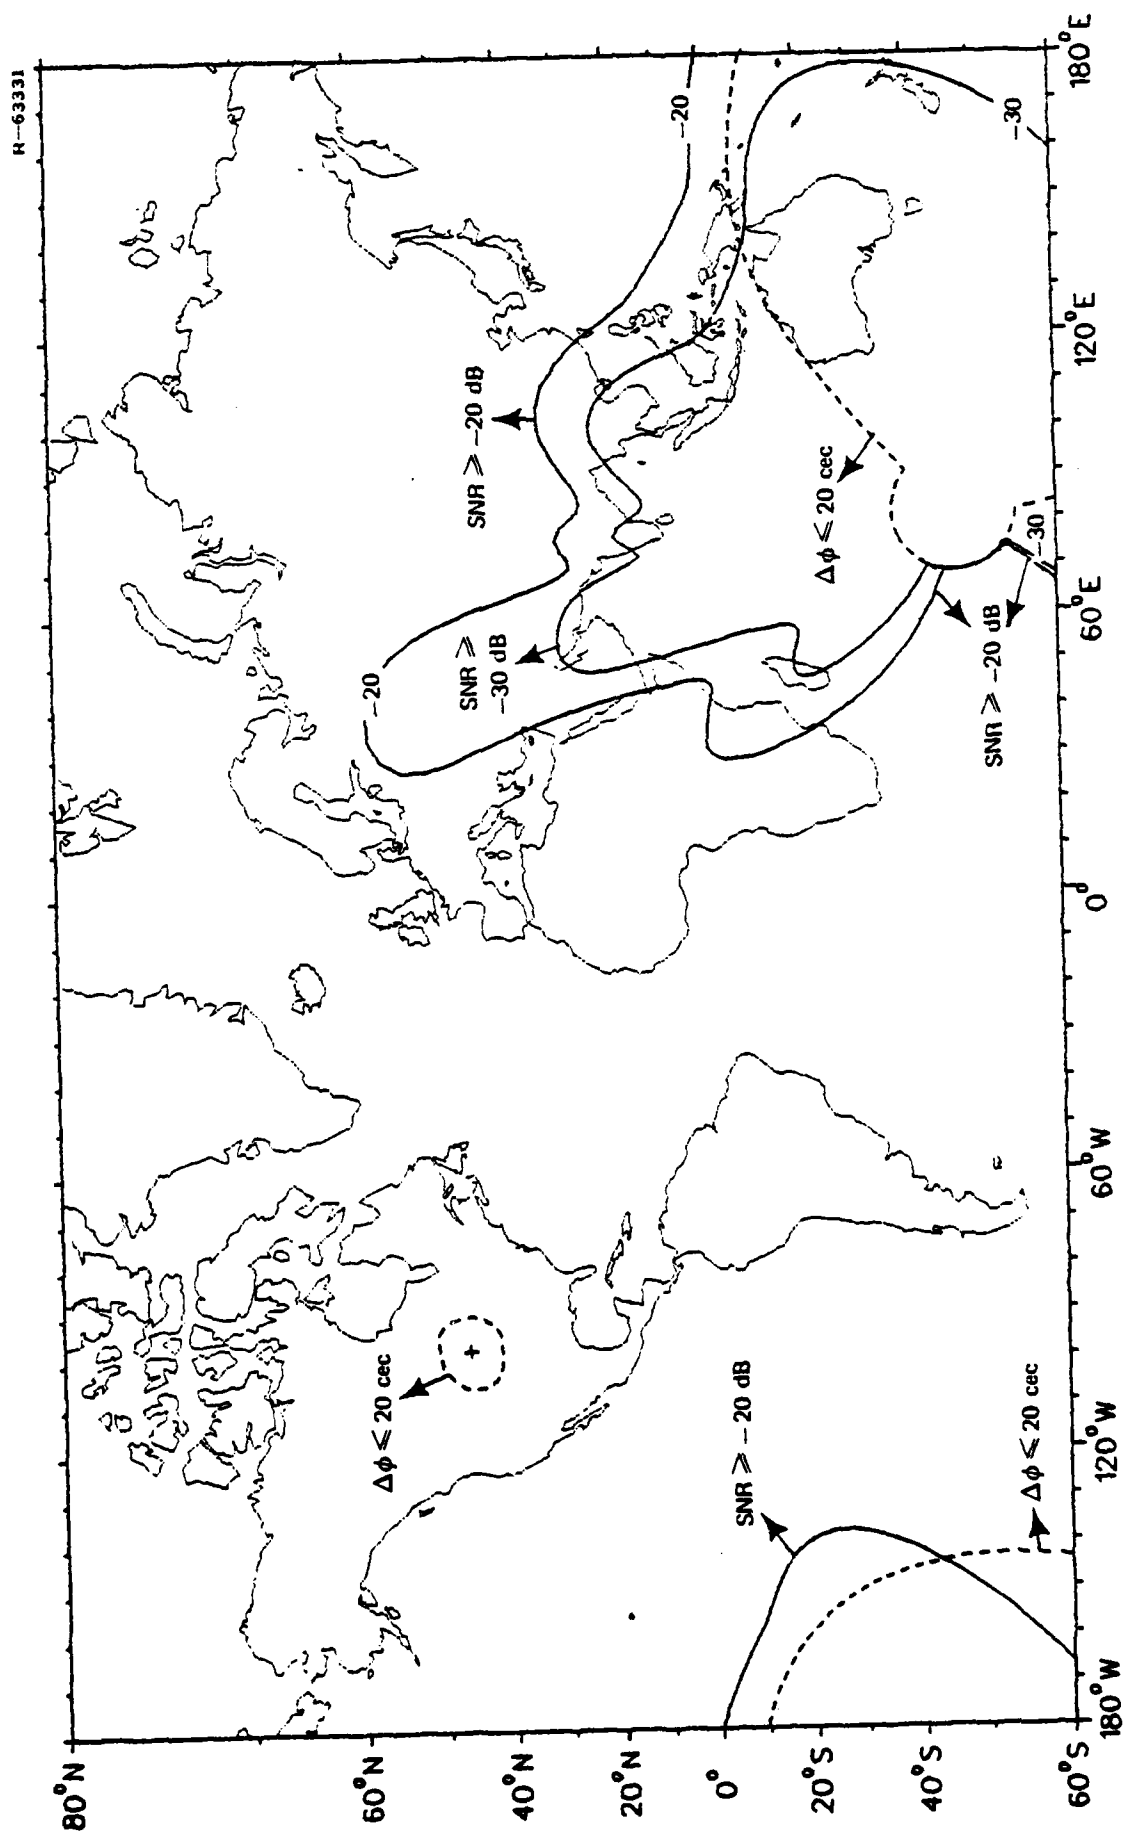 R-63331
80°N
60°N
40°N
20°N
0°
20°S
40°S
60°S
180°W
120°W
60°W
0°
60°E
120°E
180°E
Δφ ⩽ 20 cec
SNR ⩾ -20 dB
Δφ ⩽ 20 cec
-20
SNR ⩾
-30 dB
SNR ⩾ -20 dB
Δφ ⩽ 20 cec
SNR ⩾ -20 dB
-30
-20
-30